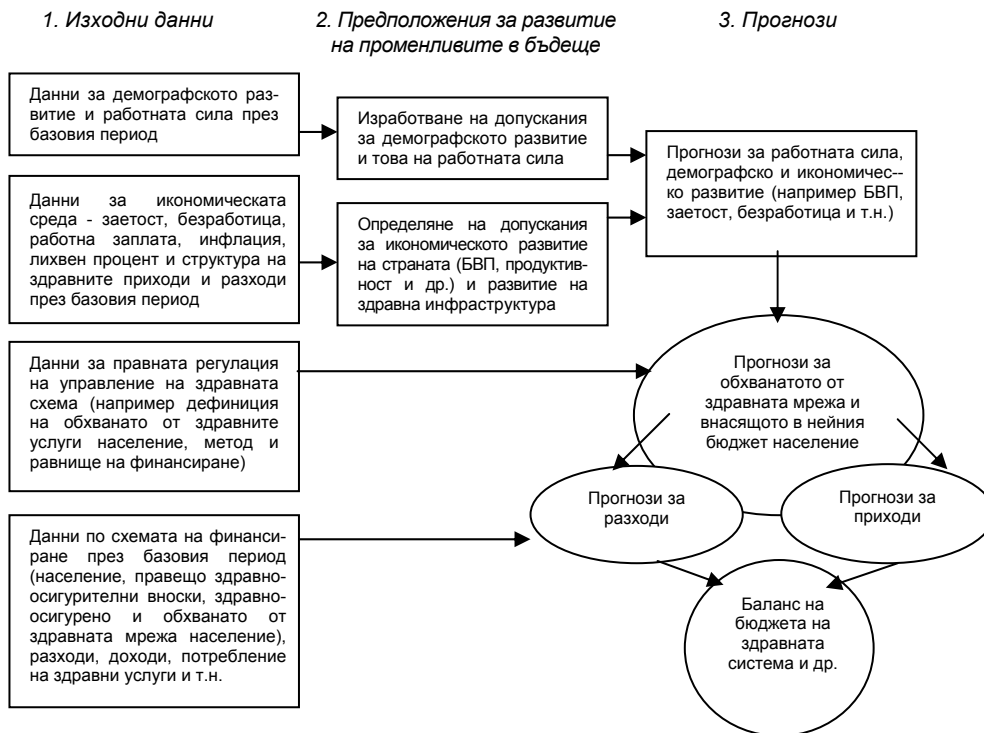 1. Изходни данни
2. Предположения за развитие
на променливите в бъдеще
3. Прогнози
Данни за демографското раз-
витие и работната сила през
базовия период
Изработване на допускания
за демографското развитие
и това на работната сила
Прогнози за работната сила,
демографско и икономичес--
ко развитие (например БВП,
заетост, безработица и т.н.)
Данни за икономическата
среда - заетост, безработица,
работна заплата, инфлация,
лихвен процент и структура на
здравните приходи и разходи
през базовия период
Определяне на допускания
за икономическото развитие
на страната (БВП, продуктив-
ност и др.) и развитие на
здравна инфраструктура
Данни за правната регулация
на управление на здравната
схема (например дефиниция
на обхванато от здравните
услуги население, метод и
равнище на финансиране)
Прогнози за
обхванатото от
здравната мрежа и
внасящото в нейния
бюджет население
Прогнози за
разходи
Прогнози за
приходи
Данни по схемата на финанси-
ране през базовия период
(население, правещо здравно-
осигурителни вноски, здравно-
осигурено и обхванато от
здравната мрежа население),
разходи, доходи, потребление
на здравни услуги и т.н.
Баланс на
бюджета на
здравната
система и др.